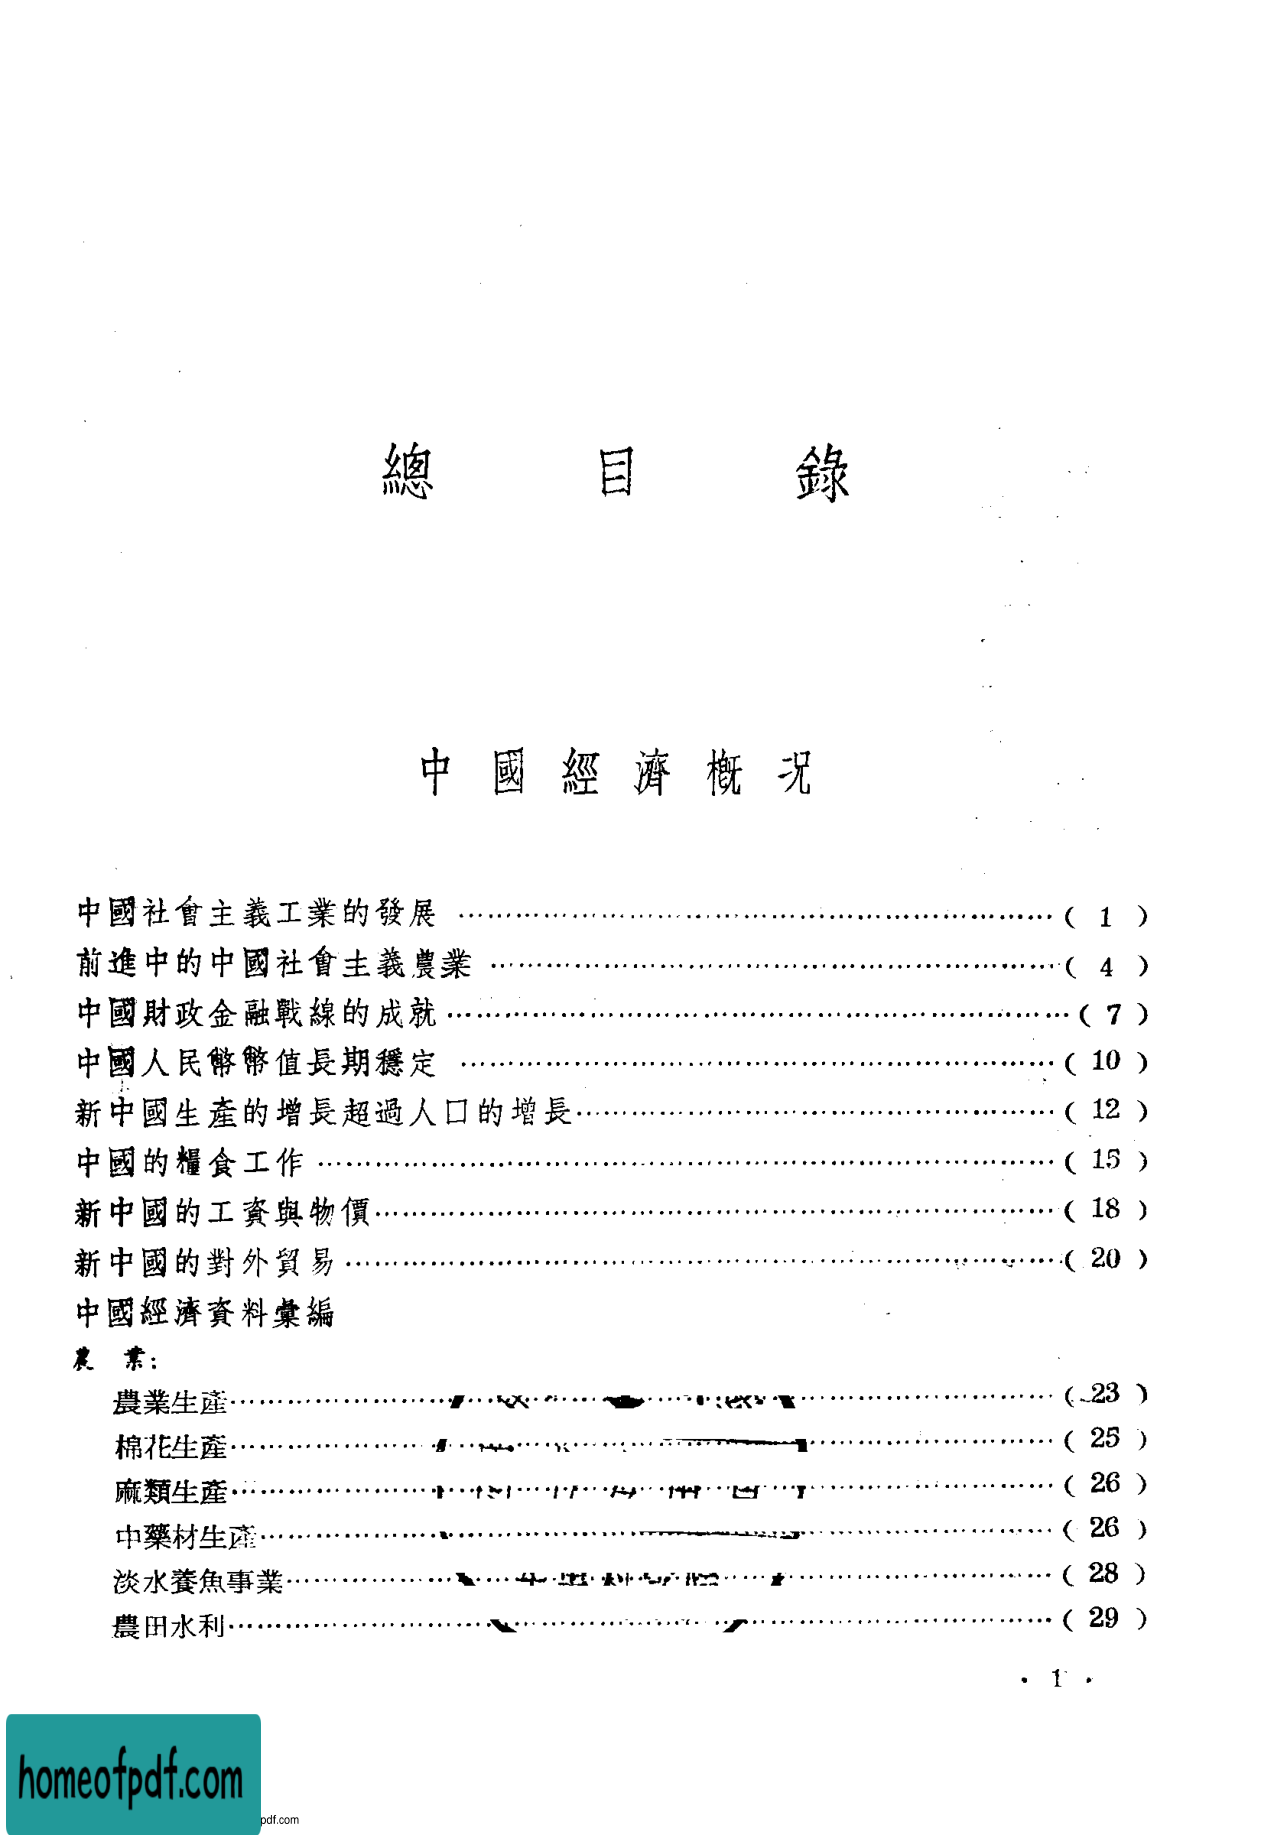 總目錄
中國經濟概況
中國社會主義工業的發展 ……………………………………………………( 1 )
前進中的中國社會主義農業 ……………………………………………………( 4 )
中國財政金融戰線的成就……………………………………………………( 7 )
中國人民幣幣值長期穩定 ……………………………………………………( 10 )
新中國生產的增長超過人口的增長……………………………………………( 12 )
中國的糧食工作 ……………………………………………………………( 15 )
新中國的工資與物價……………………………………………………………( 18 )
新中國的對外貿易 ……………………………………………………………( 20 )
中國經濟資料彙編
農 業:
農業生產……………………………………………………………………( 23 )
棉花生產……………………………………………………………………( 25 )
麻類生產……………………………………………………………………( 26 )
中藥材生產…………………………………………………………………( 26 )
淡水養魚事業………………………………………………………………( 28 )
農田水利……………………………………………………………………( 29 )
· 1 ·
homeofpdf.com
pdf.com